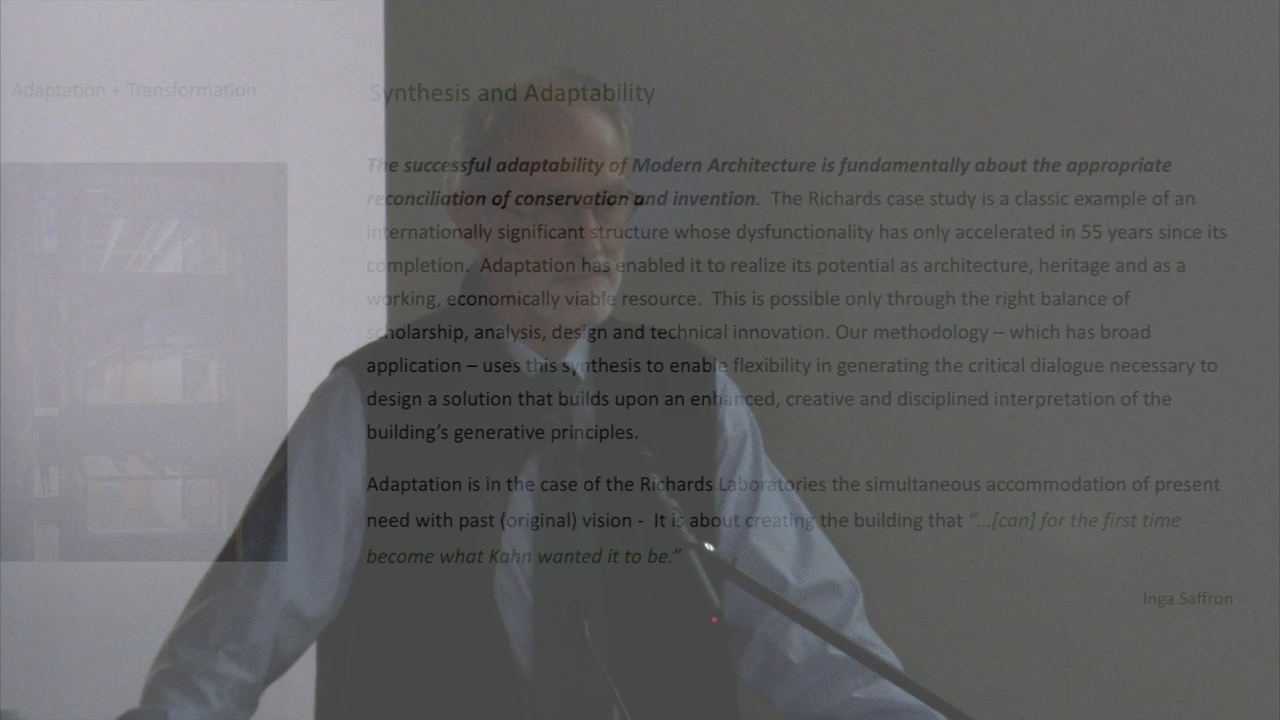 Adaptation + Transformation
Synthesis and Adaptability
The successful adaptability of Modern Architecture is fundamentally about the appropriate
reconciliation of conservation and invention.  The Richards case study is a classic example of an
internationally significant structure whose dysfunctionality has only accelerated in 55 years since its
completion.  Adaptation has enabled it to realize its potential as architecture, heritage and as a
working, economically viable resource.  This is possible only through the right balance of
scholarship, analysis, design and technical innovation. Our methodology – which has broad
application – uses this synthesis to enable flexibility in generating the critical dialogue necessary to
design a solution that builds upon an enhanced, creative and disciplined interpretation of the
building’s generative principles.
Adaptation is in the case of the Richards Laboratories the simultaneous accommodation of present
need with past (original) vision -  It is about creating the building that “…[can] for the first time
become what Kahn wanted it to be.”
Inga Saffron